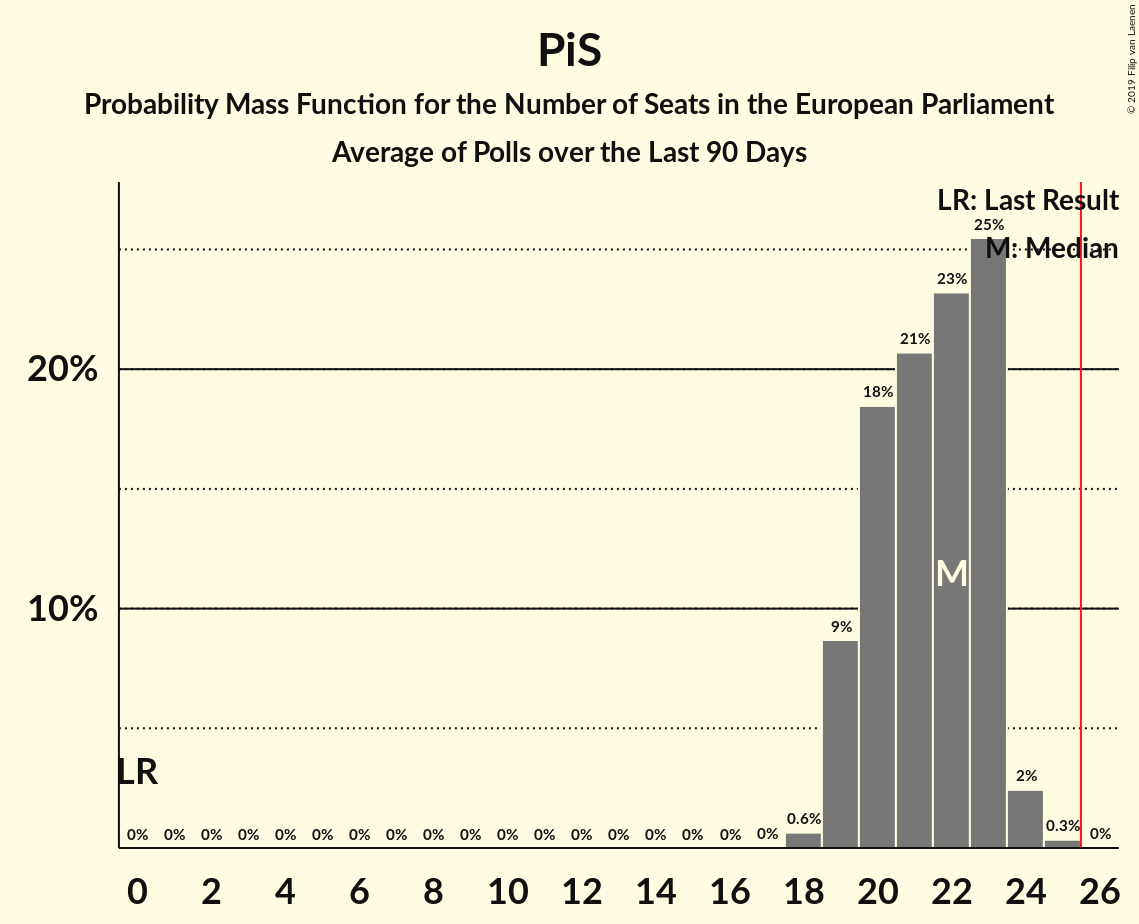 PiS
Probability Mass Function for the Number of Seats in the European Parliament
Average of Polls over the Last 90 Days
© 2019 Filip van Laenen
LR: Last Result
M: Median
20%
10%
LR
0% 0% 0% 0% 0% 0% 0% 0% 0% 0% 0% 0% 0% 0% 0% 0% 0% 0% 0.6% 9% 18% 21% 23% 25% 2% 0.3% 0%
M
0 2 4 6 8 10 12 14 16 18 20 22 24 26